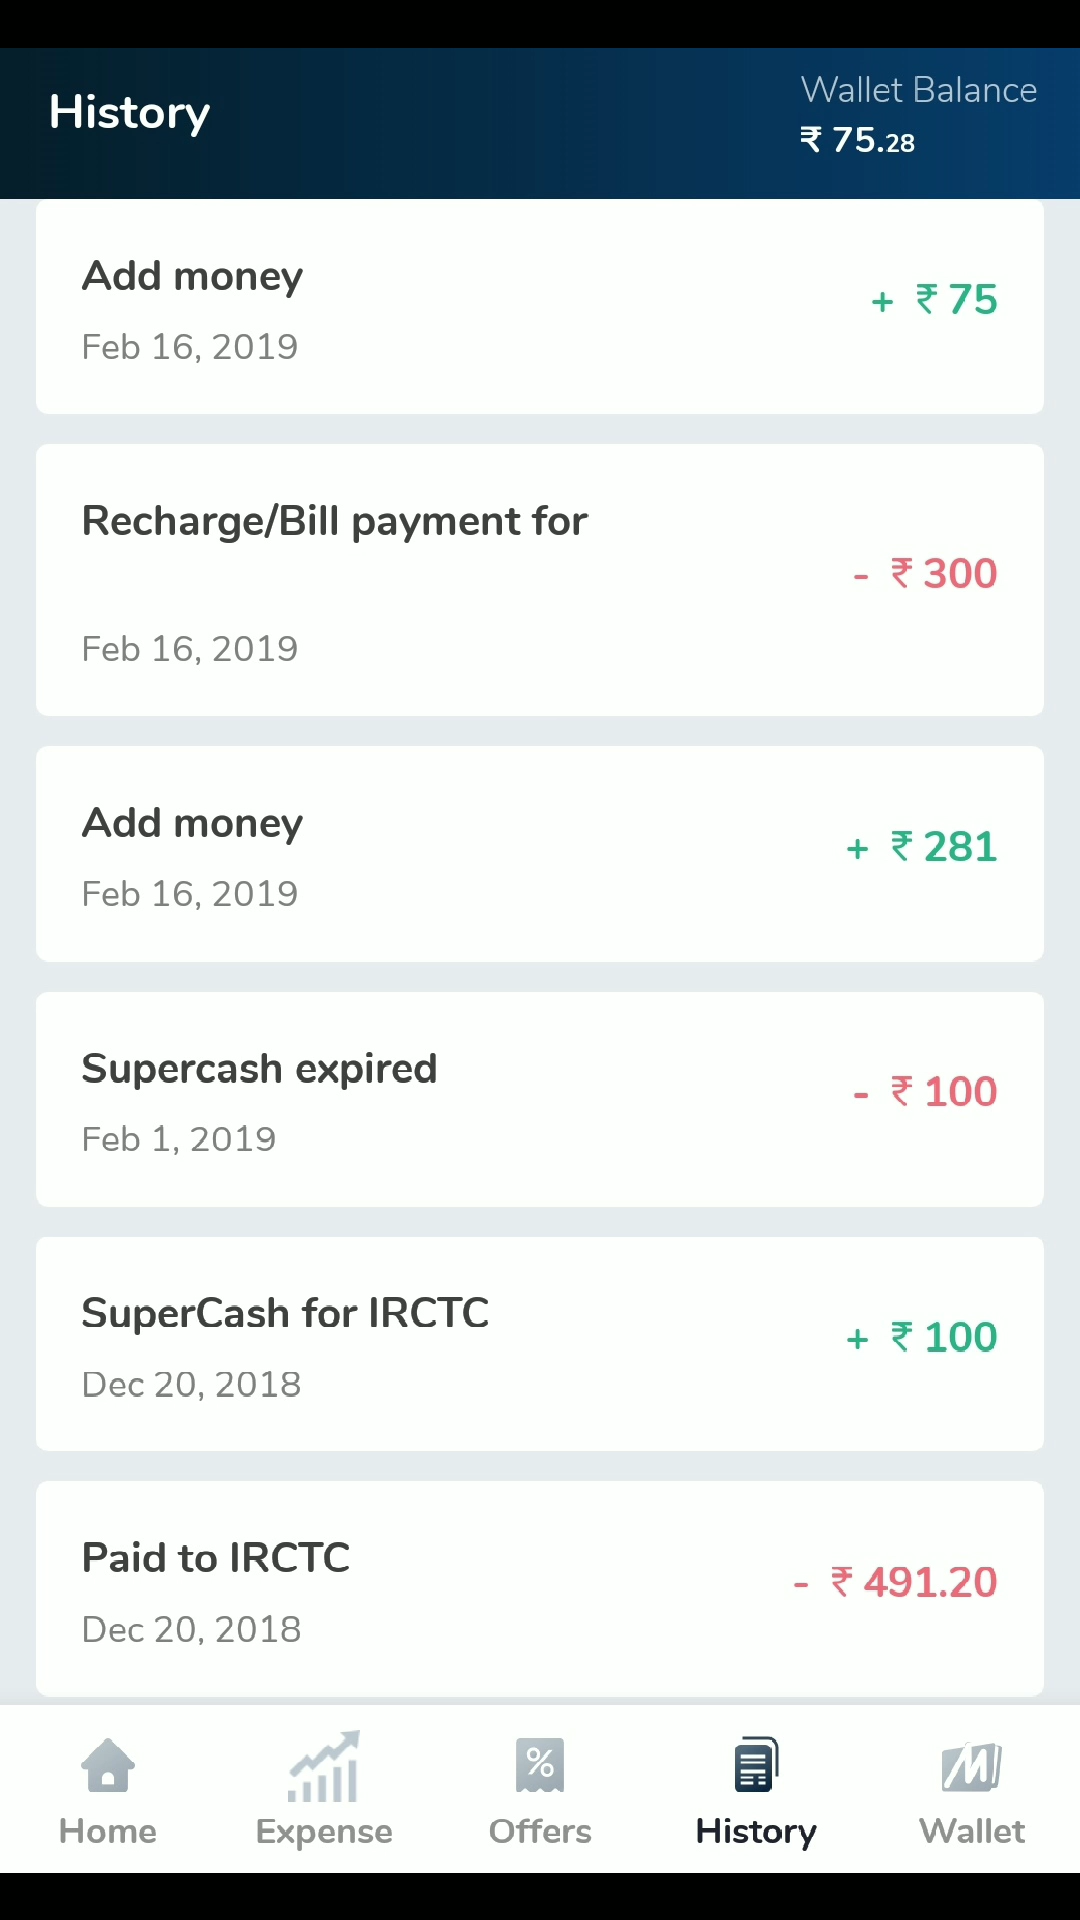 History
Wallet Balance
₹ 75.28
Add money
+ ₹ 75
Feb 16, 2019
Recharge/Bill payment for
- ₹ 300
Feb 16, 2019
Add money
+ ₹ 281
Feb 16, 2019
Supercash expired
- ₹ 100
Feb 1, 2019
SuperCash for IRCTC
+ ₹ 100
Dec 20, 2018
Paid to IRCTC
- ₹ 491.20
Dec 20, 2018
%
M
Home Expense Offers History Wallet